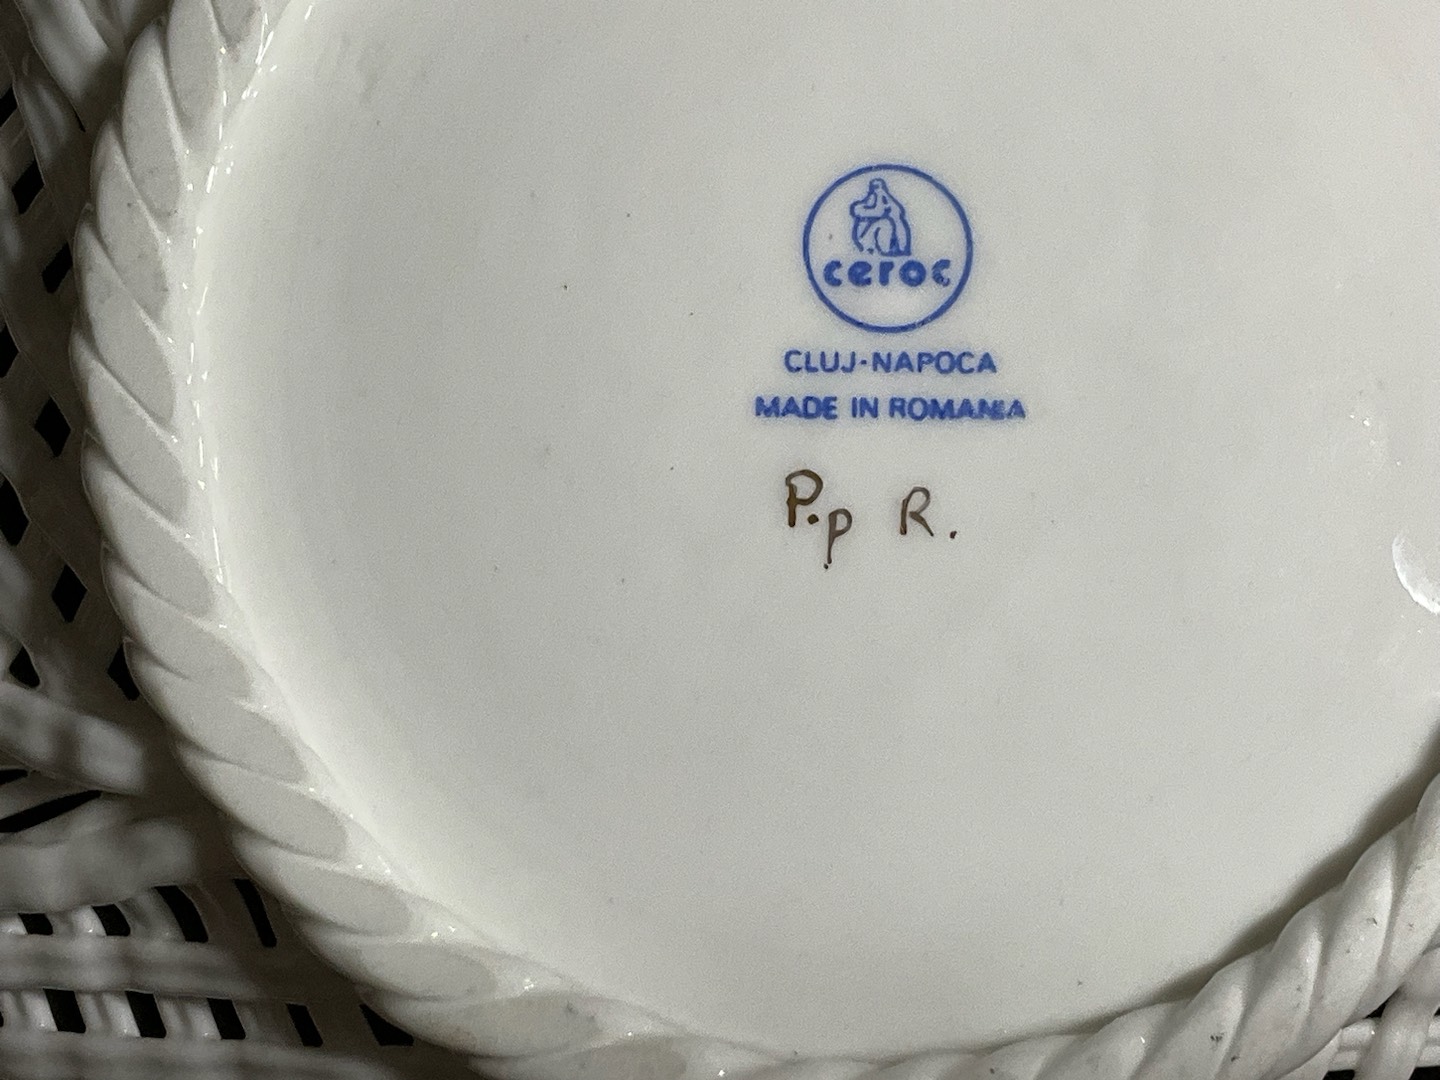 ceroc
CLUJ-NAPOCA
MADE IN ROMANIA
P.p R.